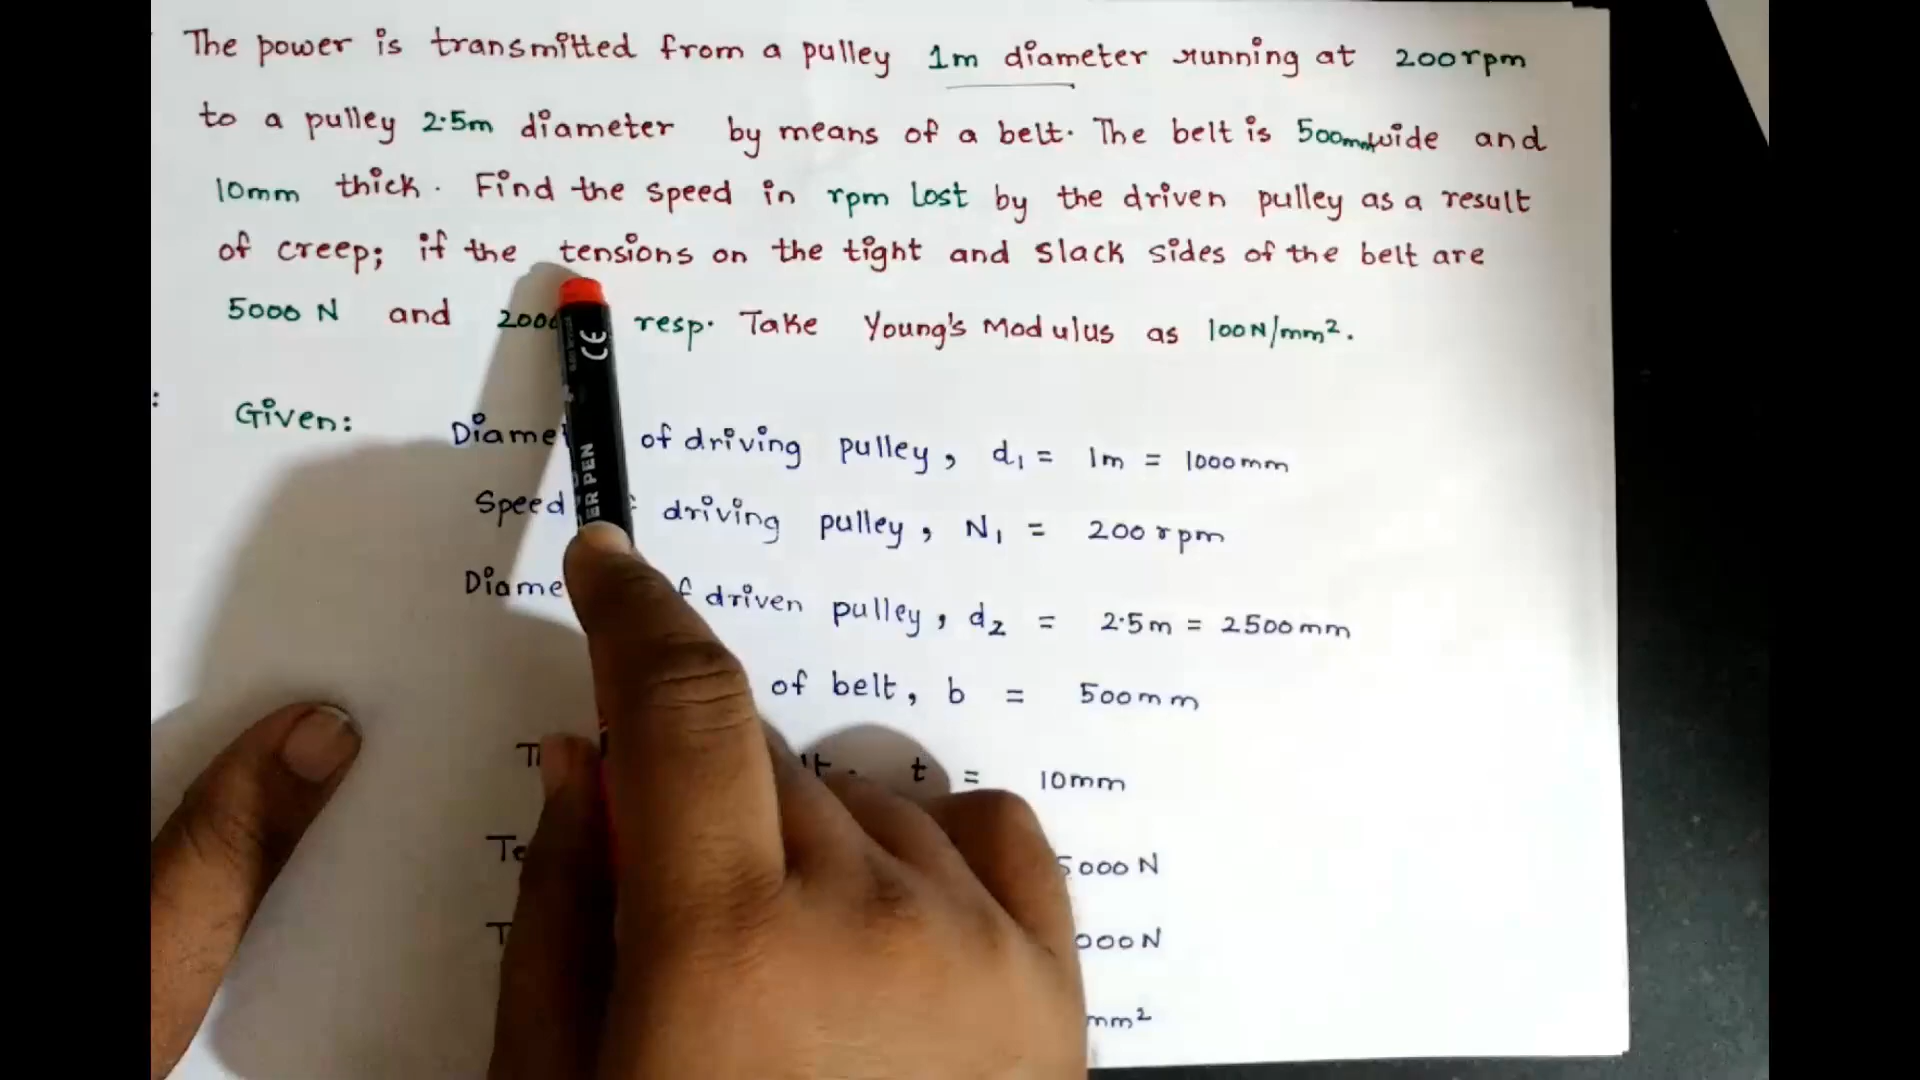 The power is transmitted from a pulley 1m diameter running at 200rpm
to a pulley 2.5m diameter by means of a belt. The belt is 500mm wide and
10mm thick. Find the speed in rpm lost by the driven pulley as a result
of creep; if the tensions on the tight and slack sides of the belt are
5000 N and resp. Take Young's Modulus as 100N/mm².
Given: of driving pulley, d₁ = 1m = 1000mm
Speed driving pulley, N₁ = 200 rpm
driven pulley, d₂ = 2.5m = 2500mm
of belt, b = 500mm
t = 10mm
5000N
000N
mm²
CE
ER PEN